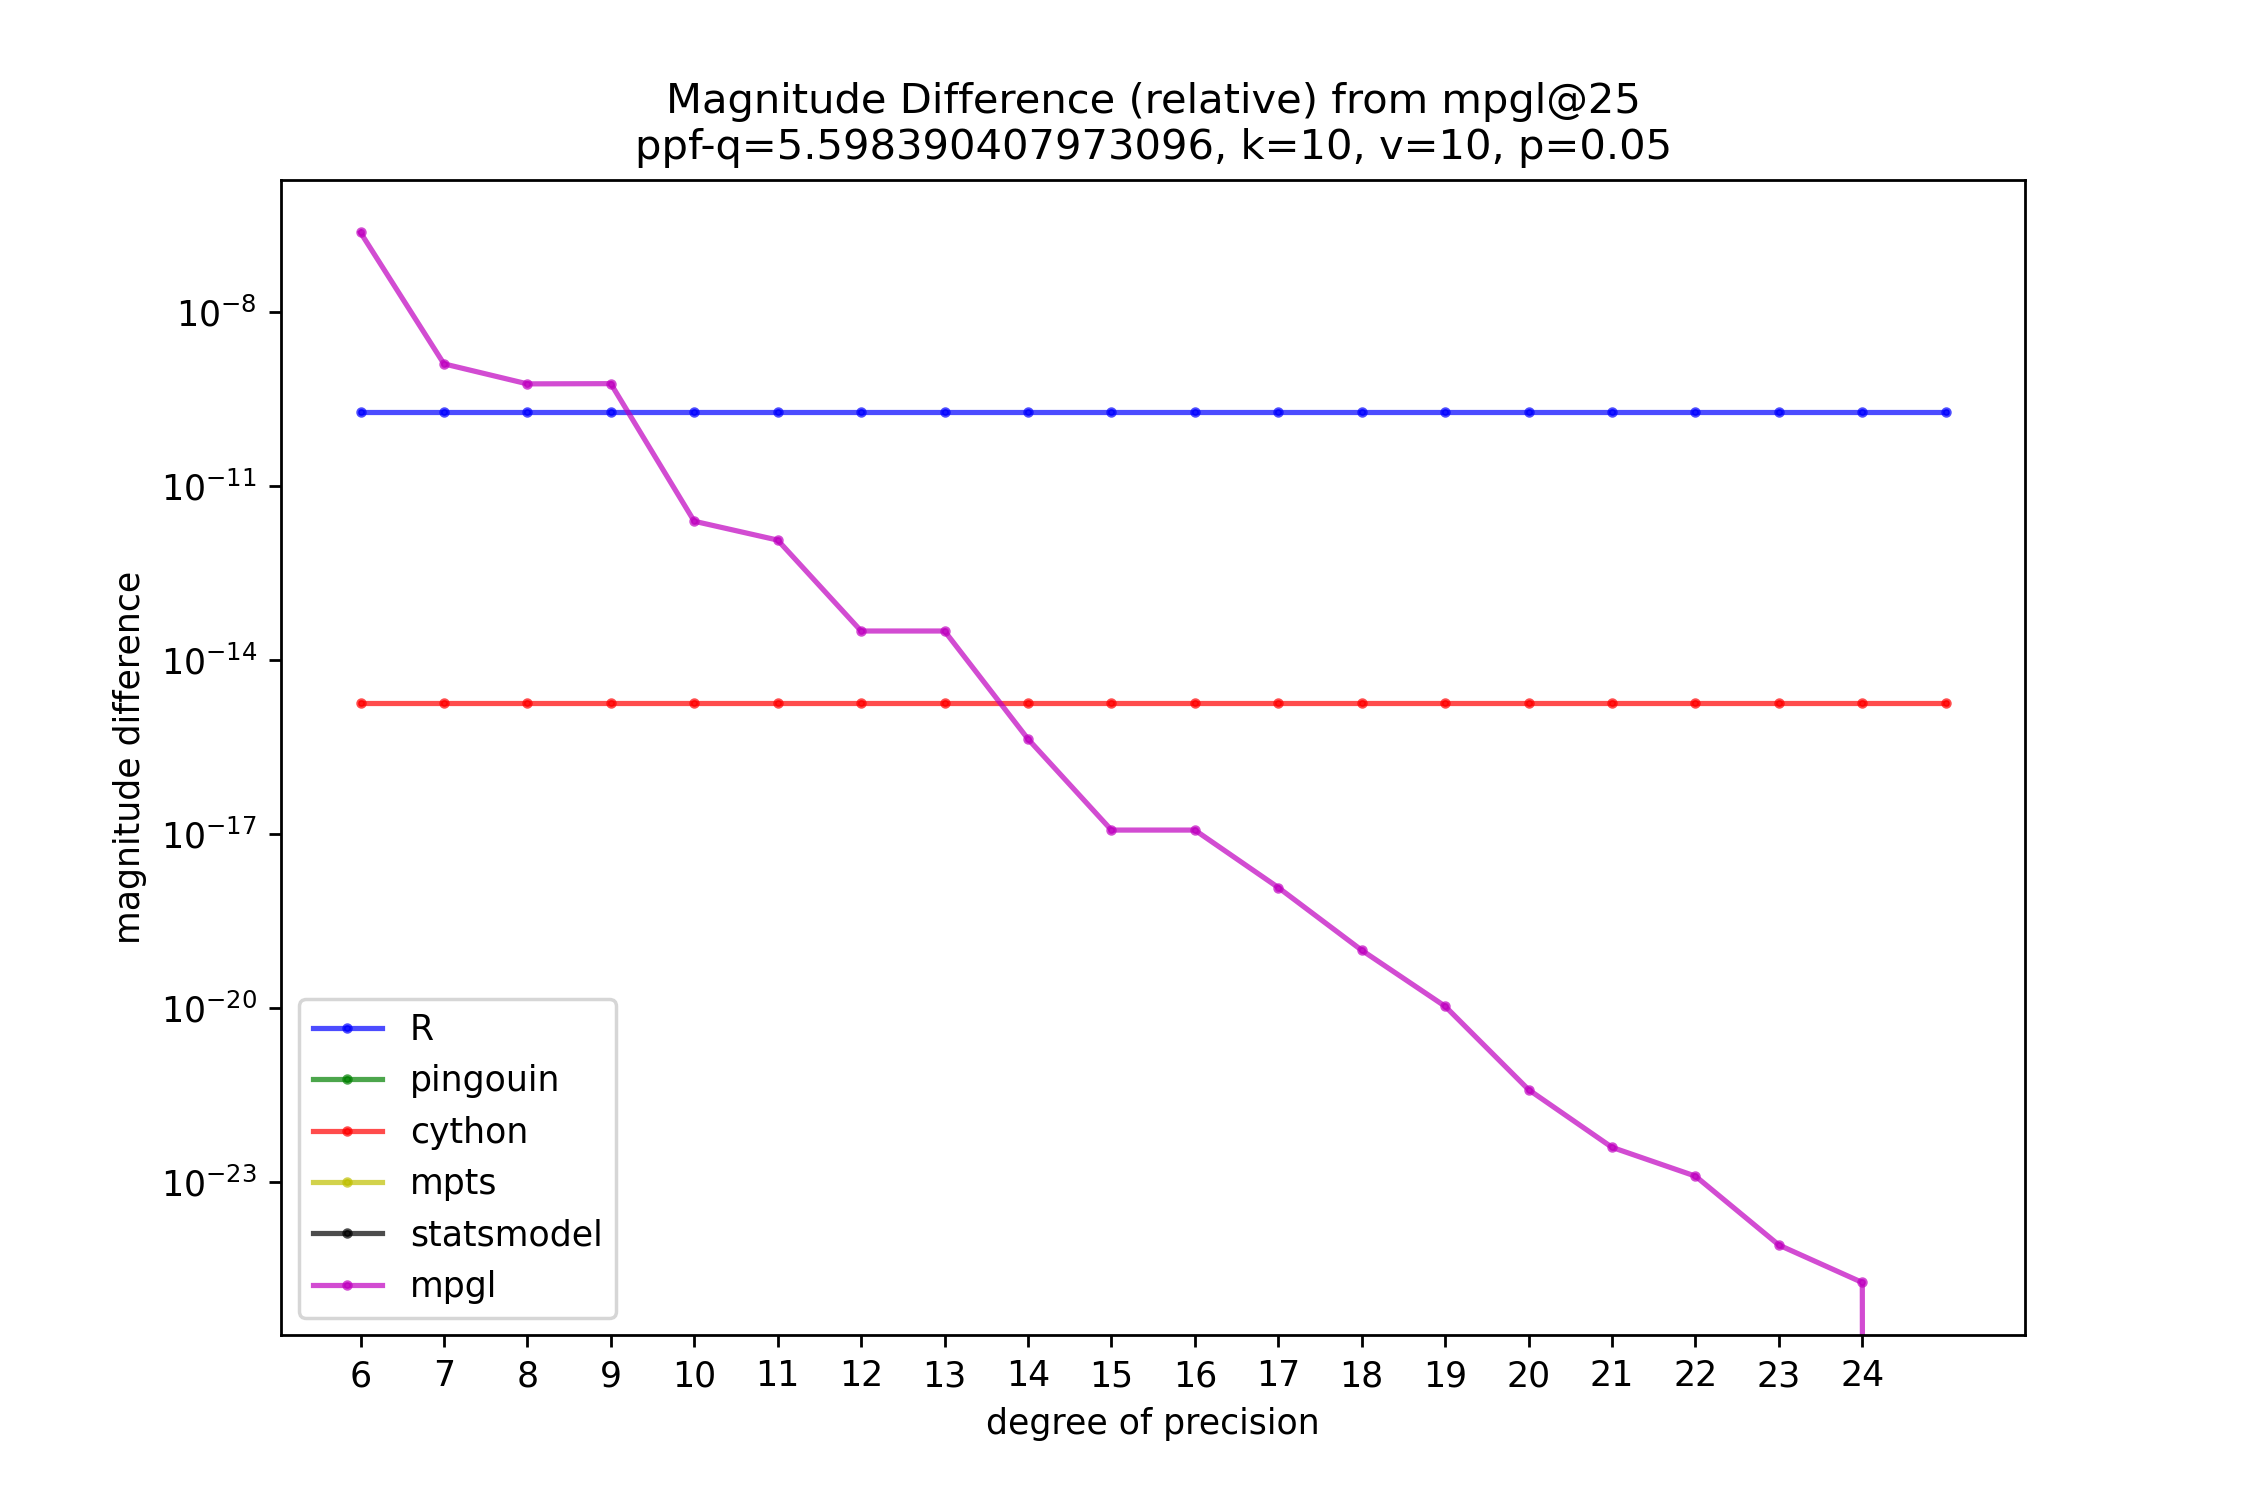 Magnitude Difference (relative) from mpgl@25
ppf-q=5.598390407973096, k=10, v=10, p=0.05
magnitude difference
10⁻⁸
10⁻¹¹
10⁻¹⁴
10⁻¹⁷
10⁻²⁰
10⁻²³
R
pingouin
cython
mpts
statsmodel
mpgl
6 7 8 9 10 11 12 13 14 15 16 17 18 19 20 21 22 23 24
degree of precision